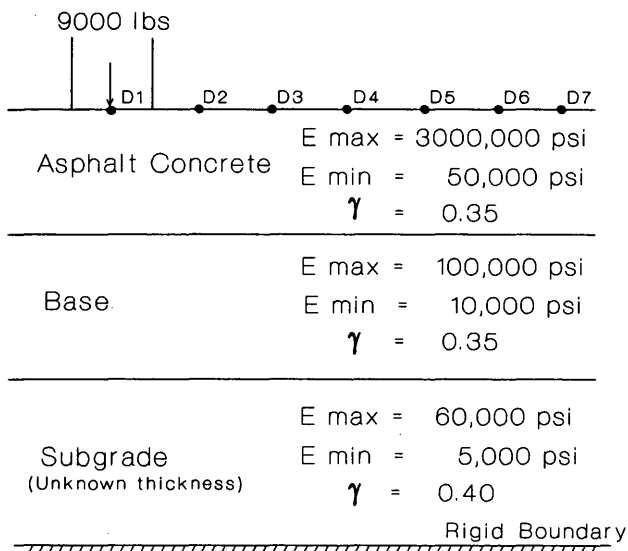 9000 lbs
D1 D2 D3 D4 D5 D6 D7
Asphalt Concrete
E max = 3000,000 psi
E min = 50,000 psi
γ = 0.35
Base
E max = 100,000 psi
E min = 10,000 psi
γ = 0.35
Subgrade
(Unknown thickness)
E max = 60,000 psi
E min = 5,000 psi
γ = 0.40
Rigid Boundary